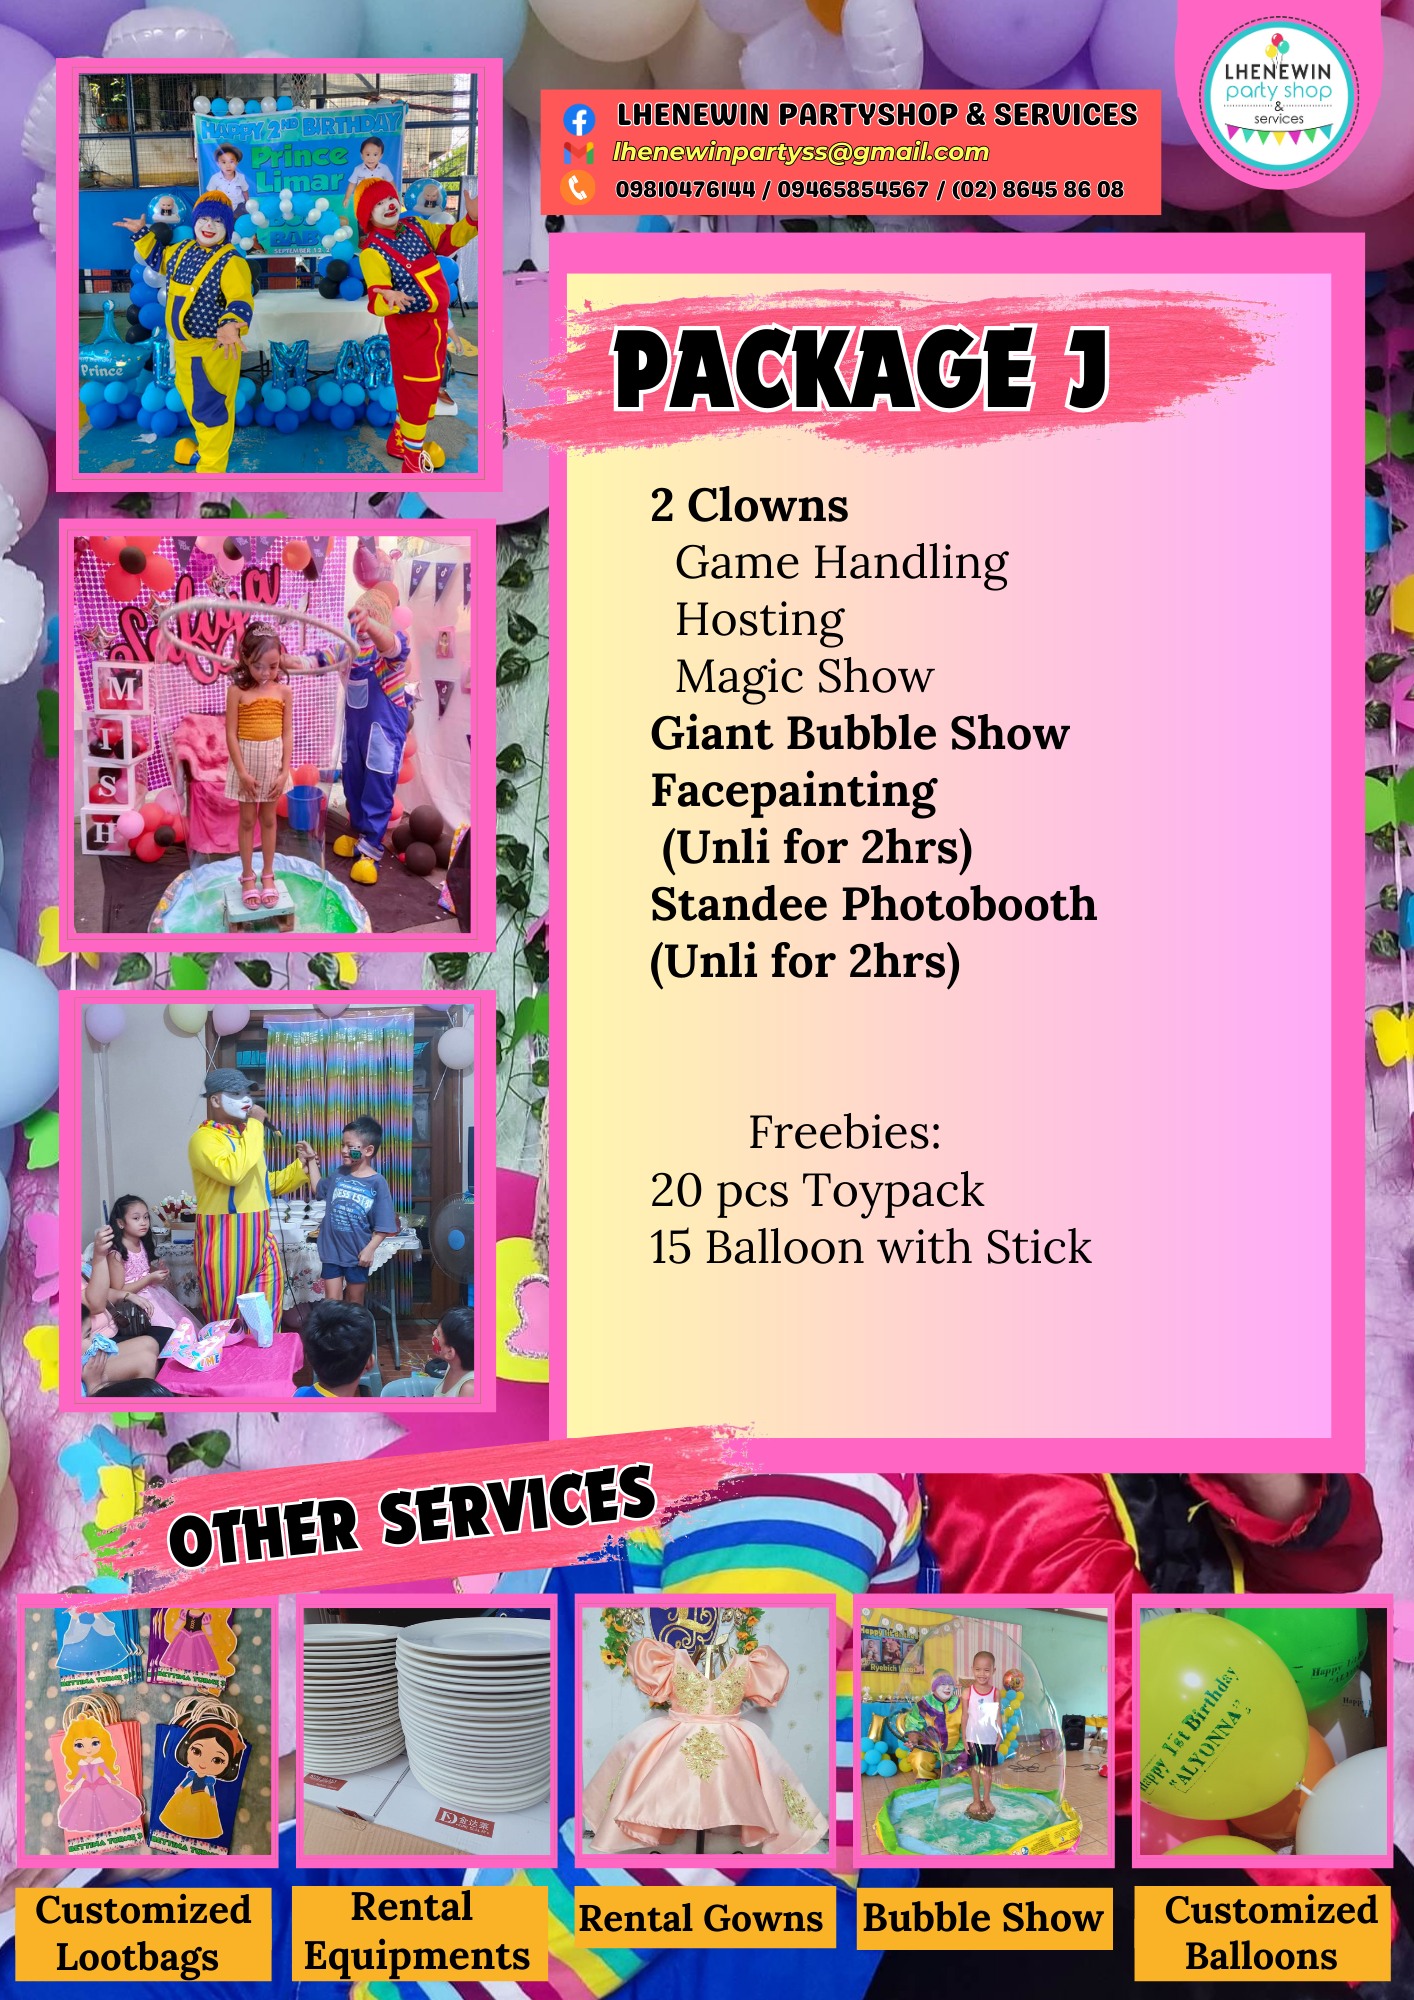 LHENEWIN
party shop
&
services
LHENEWIN PARTYSHOP & SERVICES
lhenewinpartyss@gmail.com
09810476144 / 09465854567 / (02) 8645 86 08
HAPPY 2ND BIRTHDAY
Prince
Limar
Prince
PACKAGE J
2 Clowns
Game Handling
Hosting
Magic Show
Giant Bubble Show
Facepainting
(Unli for 2hrs)
Standee Photobooth
(Unli for 2hrs)
Freebies:
20 pcs Toypack
15 Balloon with Stick
M
I
S
H
OTHER SERVICES
Happy 1st Birthday
"ALYONNA"
Customized
Lootbags
Rental
Equipments
Rental Gowns
Bubble Show
Customized
Balloons